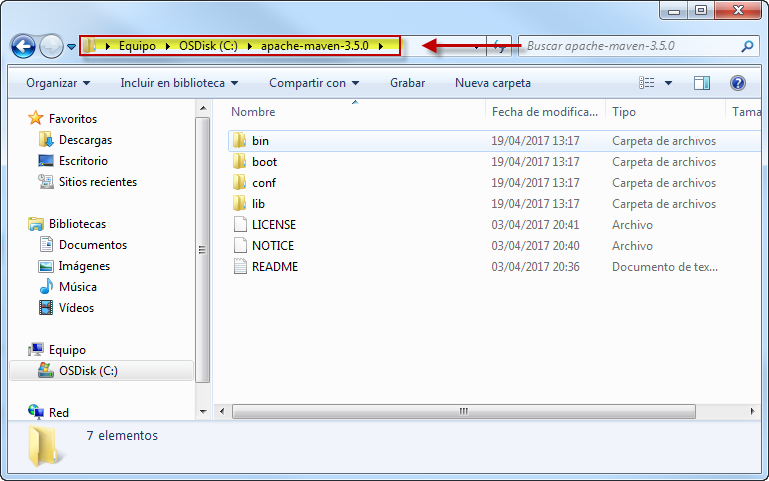 Equipo OSDisk (C:) apache-maven-3.5.0 Buscar apache-maven-3.5.0
Organizar Incluir en biblioteca Compartir con Grabar Nueva carpeta
Favoritos
Descargas
Escritorio
Sitios recientes
Bibliotecas
Documentos
Imágenes
Música
Vídeos
Equipo
OSDisk (C:)
Red
Nombre Fecha de modifica... Tipo Tama
bin 19/04/2017 13:17 Carpeta de archivos
boot 19/04/2017 13:17 Carpeta de archivos
conf 19/04/2017 13:17 Carpeta de archivos
lib 19/04/2017 13:17 Carpeta de archivos
LICENSE 03/04/2017 20:41 Archivo
NOTICE 03/04/2017 20:40 Archivo
README 03/04/2017 20:36 Documento de tex...
7 elementos